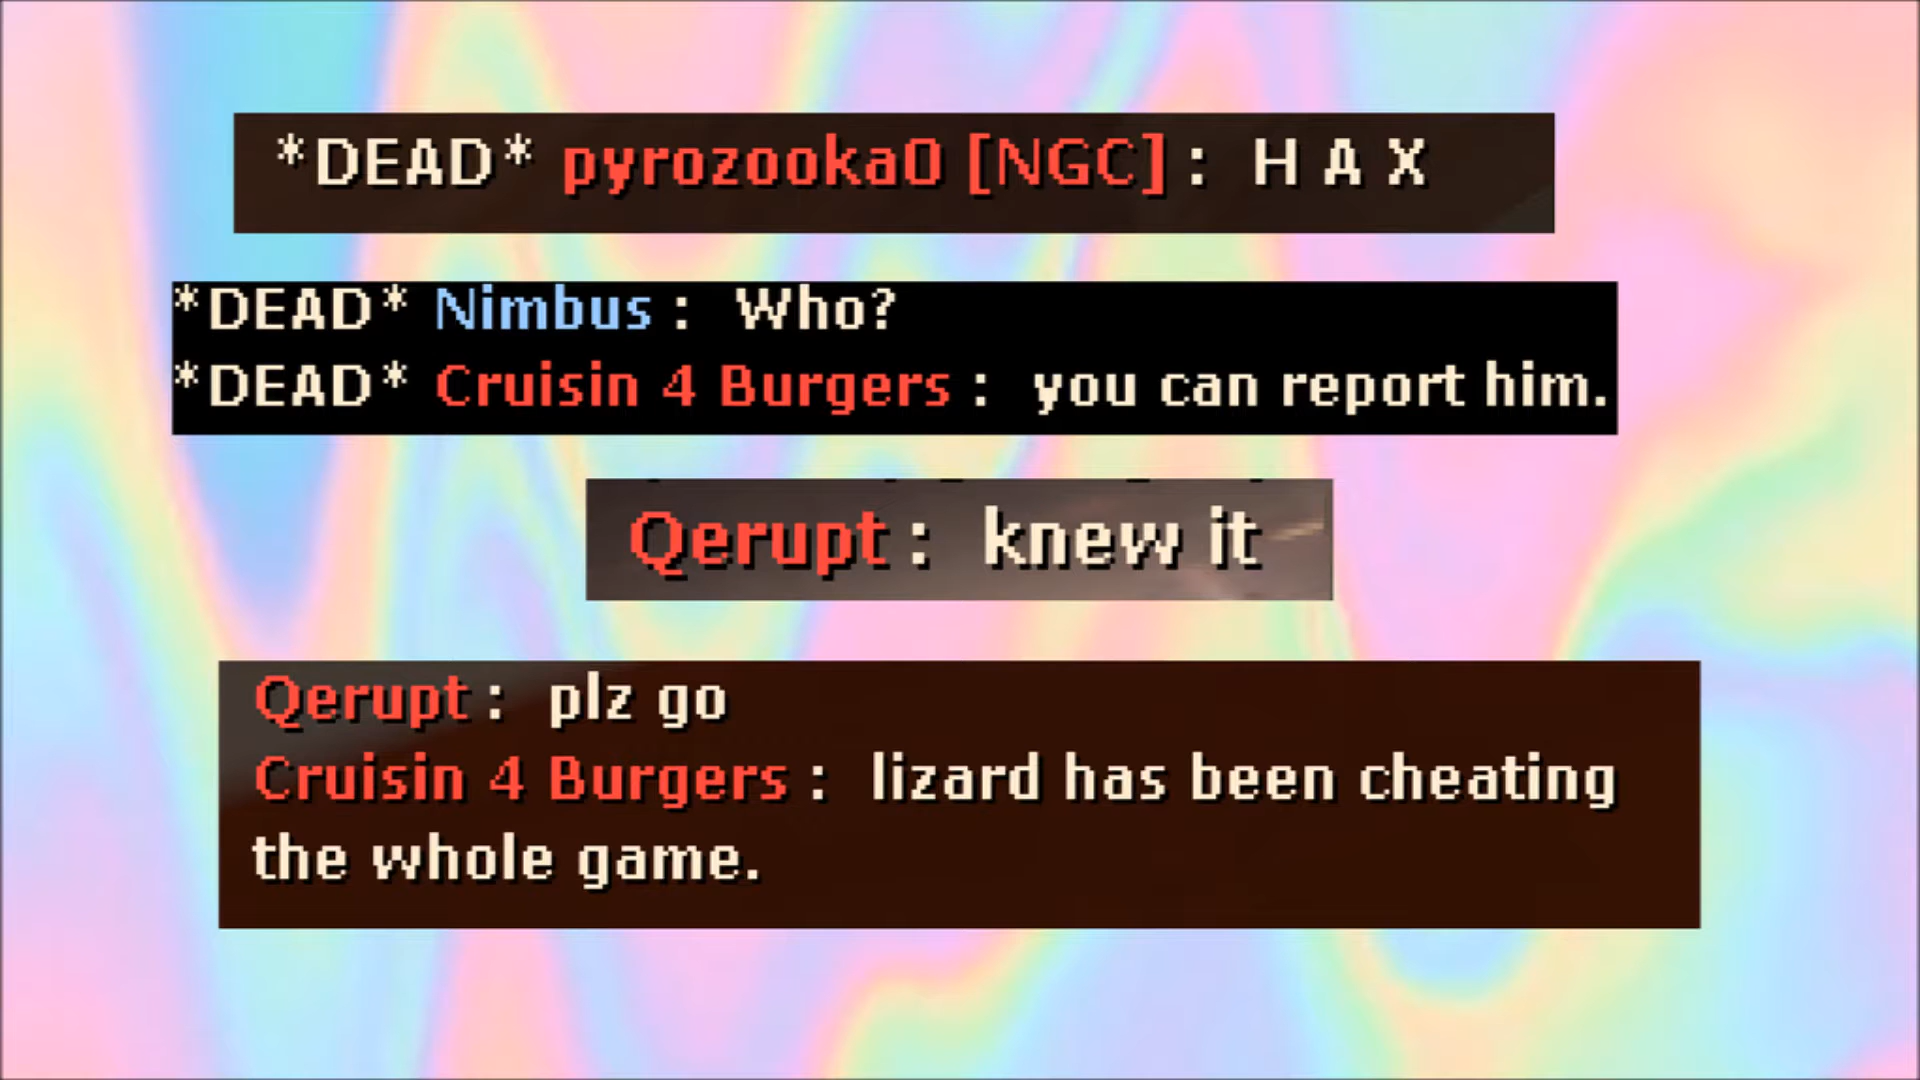 *DEAD* pyrozooka0 [NGC] : H A X
*DEAD* Nimbus : Who?
*DEAD* Cruisin 4 Burgers : you can report him.
Qerupt : knew it
Qerupt : plz go
Cruisin 4 Burgers : lizard has been cheating
the whole game.